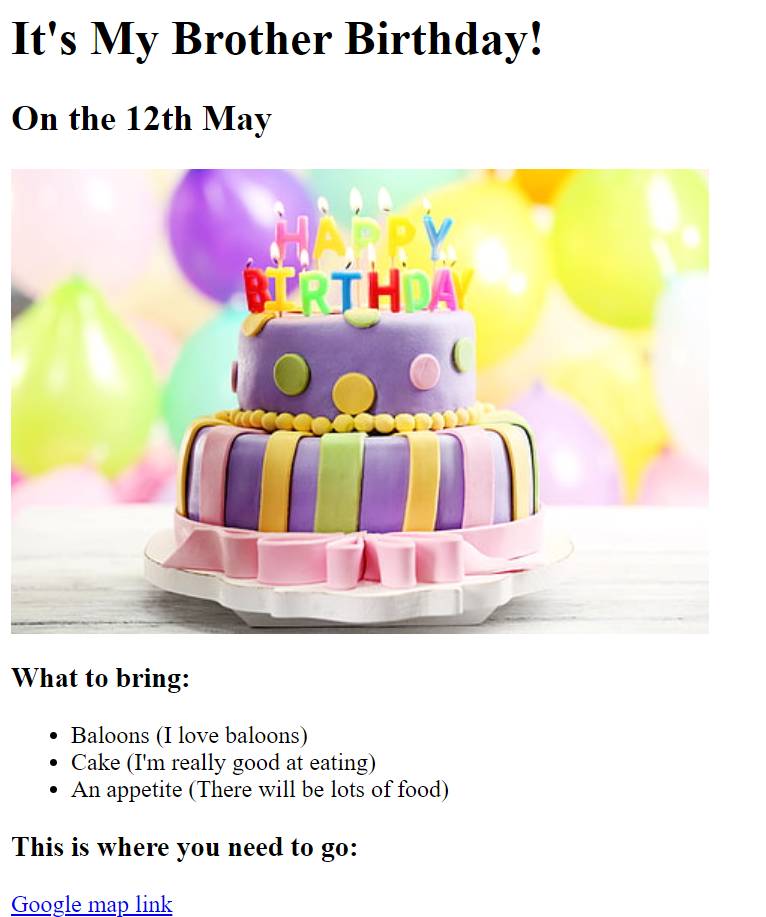 It's My Brother Birthday!
On the 12th May
HAPPY
BIRTHDAY
What to bring:
Baloons (I love baloons)
Cake (I'm really good at eating)
An appetite (There will be lots of food)
This is where you need to go:
Google map link